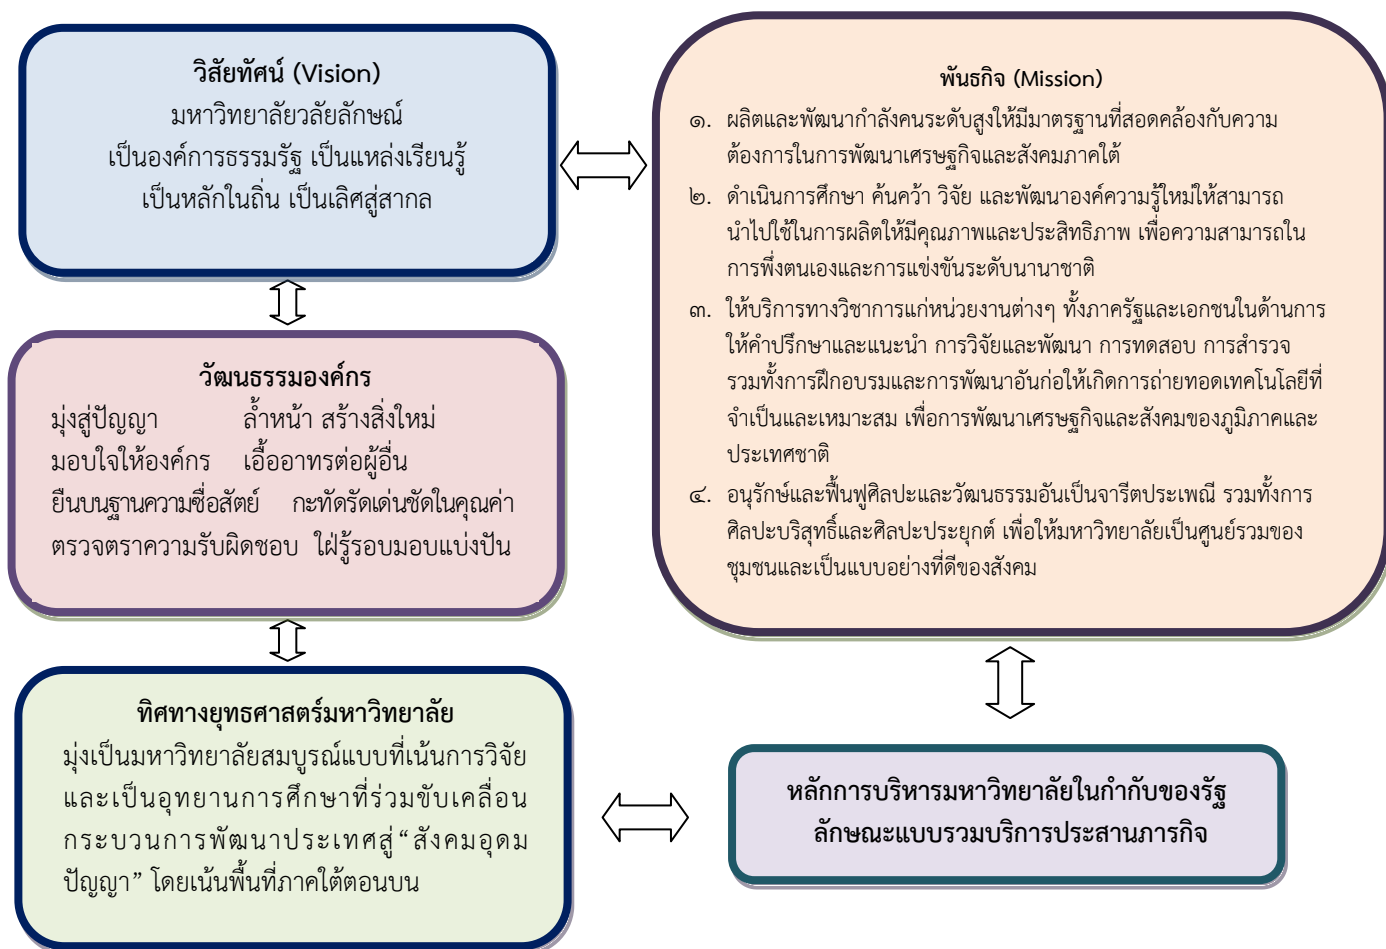 วิสัยทัศน์ (Vision)
มหาวิทยาลัยวลัยลักษณ์
เป็นองค์การธรรมรัฐ เป็นแหล่งเรียนรู้
เป็นหลักในถิ่น เป็นเลิศสู่สากล
พันธกิจ (Mission)
๑. ผลิตและพัฒนากำลังคนระดับสูงให้มีมาตรฐานที่สอดคล้องกับความ
ต้องการในการพัฒนาเศรษฐกิจและสังคมภาคใต้
๒. ดำเนินการศึกษา ค้นคว้า วิจัย และพัฒนาองค์ความรู้ใหม่ให้สามารถ
นำไปใช้ในการผลิตให้มีคุณภาพและประสิทธิภาพ เพื่อความสามารถใน
การพึ่งตนเองและการแข่งขันระดับนานาชาติ
๓. ให้บริการทางวิชาการแก่หน่วยงานต่างๆ ทั้งภาครัฐและเอกชนในด้านการ
ให้คำปรึกษาและแนะนำ การวิจัยและพัฒนา การทดสอบ การสำรวจ
รวมทั้งการฝึกอบรมและการพัฒนาอันก่อให้เกิดการถ่ายทอดเทคโนโลยีที่
จำเป็นและเหมาะสม เพื่อการพัฒนาเศรษฐกิจและสังคมของภูมิภาคและ
ประเทศชาติ
๔. อนุรักษ์และฟื้นฟูศิลปะและวัฒนธรรมอันเป็นจารีตประเพณี รวมทั้งการ
ศิลปะบริสุทธิ์และศิลปะประยุกต์ เพื่อให้มหาวิทยาลัยเป็นศูนย์รวมของ
ชุมชนและเป็นแบบอย่างที่ดีของสังคม
วัฒนธรรมองค์กร
มุ่งสู่ปัญญา ล้ำหน้า สร้างสิ่งใหม่
มอบใจให้องค์กร เอื้ออาทรต่อผู้อื่น
ยืนบนฐานความซื่อสัตย์ กะทัดรัดเด่นชัดในคุณค่า
ตรวจตราความรับผิดชอบ ใฝ่รู้รอบมอบแบ่งปัน
ทิศทางยุทธศาสตร์มหาวิทยาลัย
มุ่งเป็นมหาวิทยาลัยสมบูรณ์แบบที่เน้นการวิจัย
และเป็นอุทยานการศึกษาที่ร่วมขับเคลื่อน
กระบวนการพัฒนาประเทศสู่ “สังคมอุดม
ปัญญา” โดยเน้นพื้นที่ภาคใต้ตอนบน
หลักการบริหารมหาวิทยาลัยในกำกับของรัฐ
ลักษณะแบบรวมบริการประสานภารกิจ